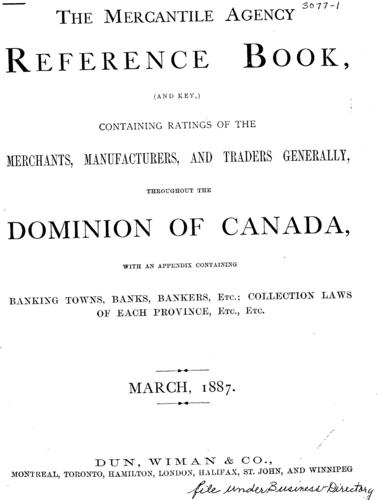 3077-1
THE MERCANTILE AGENCY
REFERENCE BOOK,
(AND KEY,)
CONTAINING RATINGS OF THE
MERCHANTS, MANUFACTURERS, AND TRADERS GENERALLY,
THROUGHOUT THE
DOMINION OF CANADA,
WITH AN APPENDIX CONTAINING
BANKING TOWNS, BANKS, BANKERS, ETC.; COLLECTION LAWS
OF EACH PROVINCE, ETC., ETC.
MARCH, 1887.
DUN, WIMAN & CO.,
MONTREAL, TORONTO, HAMILTON, LONDON, HALIFAX, ST. JOHN, AND WINNIPEG
file under Business Directory